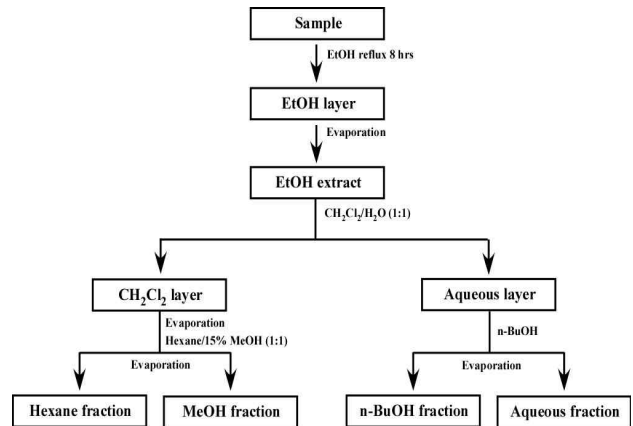 Sample
EtOH reflux 8 hrs
EtOH layer
Evaporation
EtOH extract
CH₂Cl₂/H₂O (1:1)
CH₂Cl₂ layer
Aqueous layer
Evaporation
Hexane/15% MeOH (1:1)
n-BuOH
Evaporation
Evaporation
Hexane fraction
MeOH fraction
n-BuOH fraction
Aqueous fraction